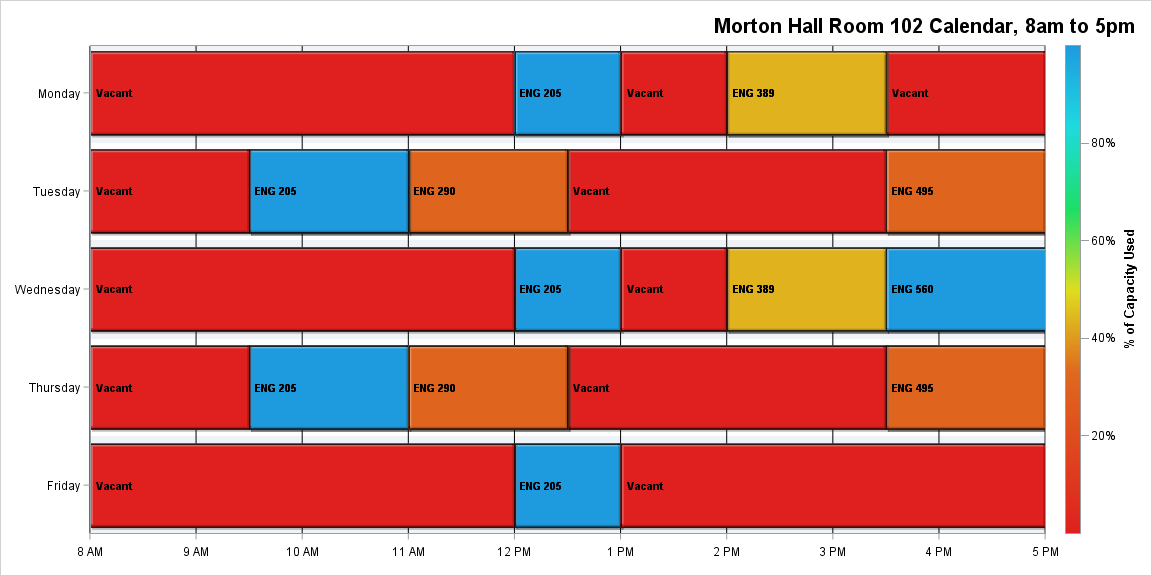 Morton Hall Room 102 Calendar, 8am to 5pm
Monday
Vacant
ENG 205
Vacant
ENG 389
Vacant
Tuesday
Vacant
ENG 205
ENG 290
Vacant
ENG 495
Wednesday
Vacant
ENG 205
Vacant
ENG 389
ENG 560
Thursday
Vacant
ENG 205
ENG 290
Vacant
ENG 495
Friday
Vacant
ENG 205
Vacant
8 AM
9 AM
10 AM
11 AM
12 PM
1 PM
2 PM
3 PM
4 PM
5 PM
80%
60%
40%
20%
% of Capacity Used